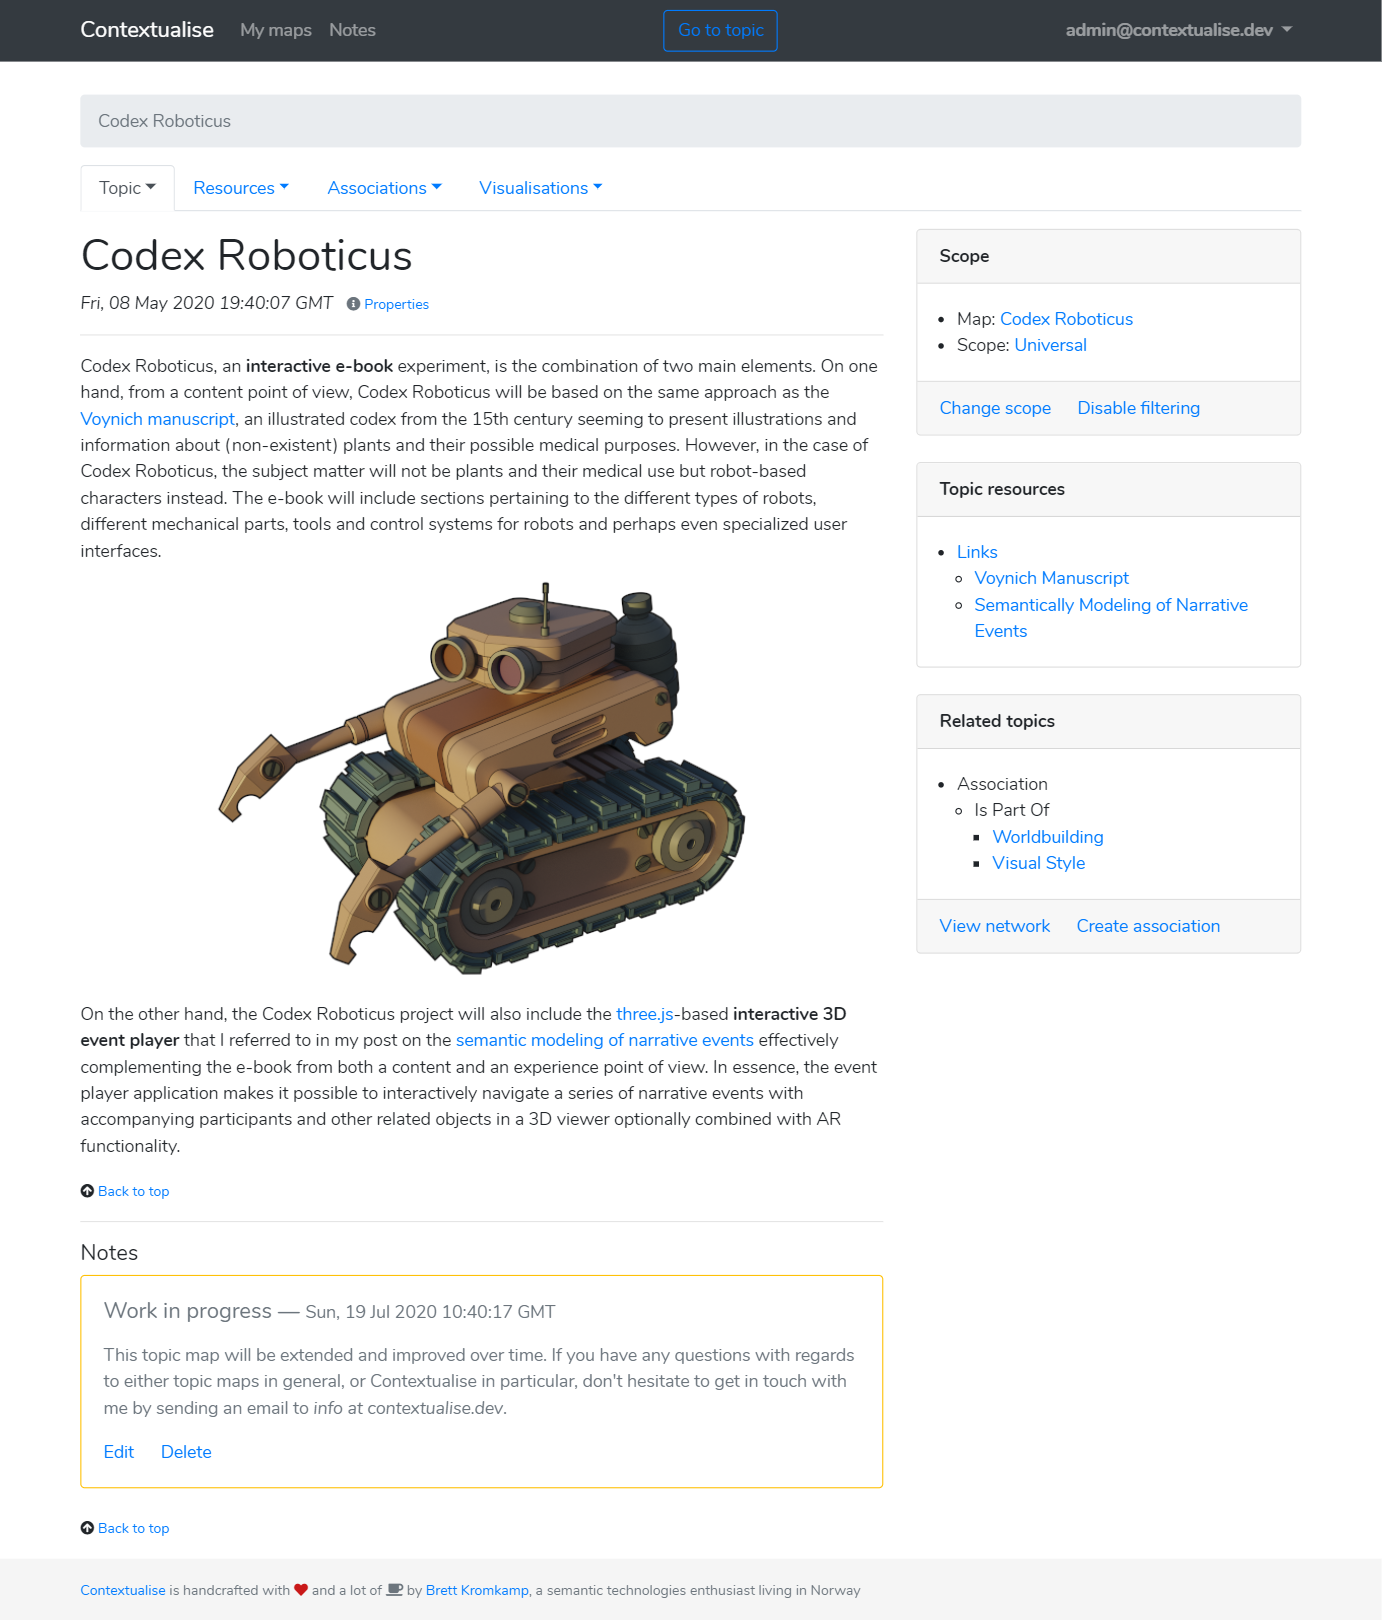 Contextualise My maps Notes Go to topic admin@contextualise.dev
Codex Roboticus
Topic Resources Associations Visualisations
Codex Roboticus
Fri, 08 May 2020 19:40:07 GMT Properties
Codex Roboticus, an interactive e-book experiment, is the combination of two main elements. On one
hand, from a content point of view, Codex Roboticus will be based on the same approach as the
Voynich manuscript, an illustrated codex from the 15th century seeming to present illustrations and
information about (non-existent) plants and their possible medical purposes. However, in the case of
Codex Roboticus, the subject matter will not be plants and their medical use but robot-based
characters instead. The e-book will include sections pertaining to the different types of robots,
different mechanical parts, tools and control systems for robots and perhaps even specialized user
interfaces.
On the other hand, the Codex Roboticus project will also include the three.js-based interactive 3D
event player that I referred to in my post on the semantic modeling of narrative events effectively
complementing the e-book from both a content and an experience point of view. In essence, the event
player application makes it possible to interactively navigate a series of narrative events with
accompanying participants and other related objects in a 3D viewer optionally combined with AR
functionality.
Back to top
Notes
Work in progress — Sun, 19 Jul 2020 10:40:17 GMT
This topic map will be extended and improved over time. If you have any questions with regards
to either topic maps in general, or Contextualise in particular, don't hesitate to get in touch with
me by sending an email to info at contextualise.dev.
Edit Delete
Back to top
Scope
Map: Codex Roboticus
Scope: Universal
Change scope Disable filtering
Topic resources
Links
Voynich Manuscript
Semantically Modeling of Narrative
Events
Related topics
Association
Is Part Of
Worldbuilding
Visual Style
View network Create association
Contextualise is handcrafted with and a lot of by Brett Kromkamp, a semantic technologies enthusiast living in Norway